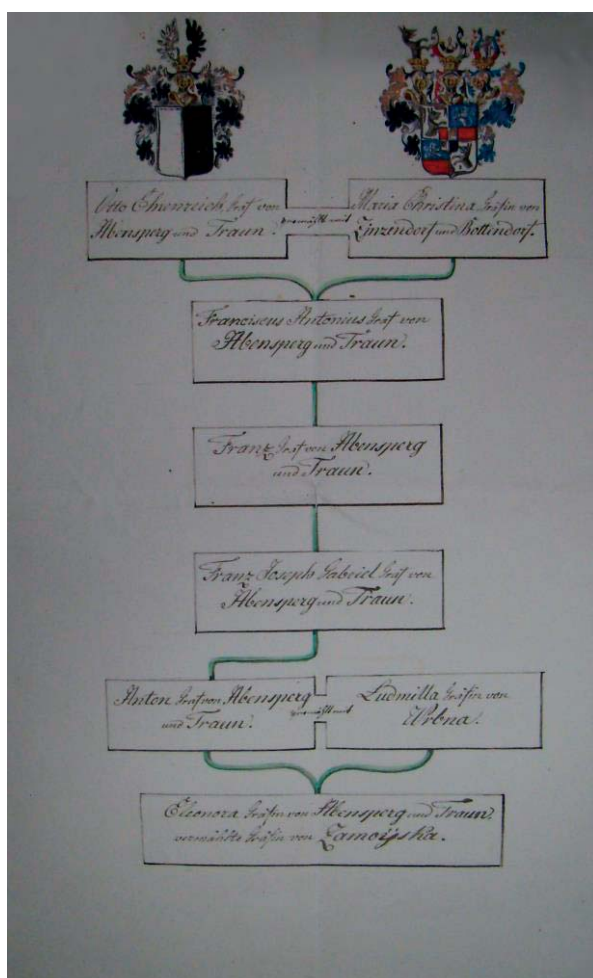 Otto Ehrenreich Graf von
Abensperg und Traun.
vermählt mit
Maria Christina Gräfin von
Zinzendorf und Pottendorf.
Franciscus Antonius Graf von
Abensperg und Traun.
Franz Graf von Abensperg
und Traun.
Franz Joseph Gabriel Graf von
Abensperg und Traun.
Anton Graf von Abensperg
und Traun.
vermählt mit
Ludmilla Gräfin von
Wrbna.
Eleonora Gräfin von Abensperg und Traun,
vermählte Gräfin von Zamoÿska.